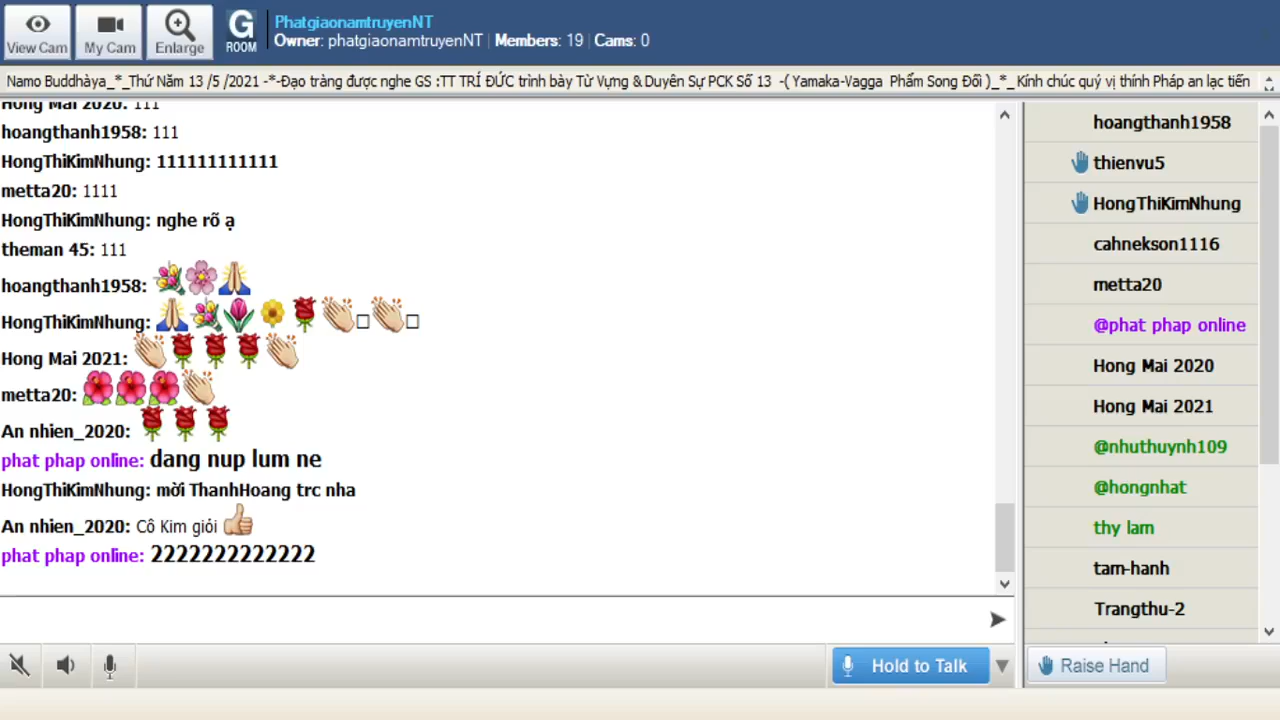 View Cam
My Cam
Enlarge
G
ROOM
PhatgiaonamtruyenNT
Owner: phatgiaonamtruyenNT | Members: 19 | Cams: 0
Namo Buddhàya_*_Thứ Năm 13 /5 /2021 -*-Đạo tràng được nghe GS :TT TRÍ ĐỨC trình bày Từ Vựng & Duyên Sự PCK Số 13 -( Yamaka-Vagga Phẩm Song Đối )_*_ Kính chúc quý vị thính Pháp an lạc tiến
Hong Mai 2020: 111
hoangthanh1958: 111
HongThiKimNhung: 111111111111
metta20: 1111
HongThiKimNhung: nghe rõ ạ
theman 45: 111
hoangthanh1958:
HongThiKimNhung:
Hong Mai 2021:
metta20:
An nhien_2020:
phat phap online: dang nup lum ne
HongThiKimNhung: mời ThanhHoang trc nha
An nhien_2020: Cô Kim giỏi
phat phap online: 2222222222222
Hold to Talk
hoangthanh1958
thienvu5
HongThiKimNhung
cahnekson1116
metta20
@phat phap online
Hong Mai 2020
Hong Mai 2021
@nhuthuynh109
@hongnhat
thy lam
tam-hanh
Trangthu-2
Raise Hand